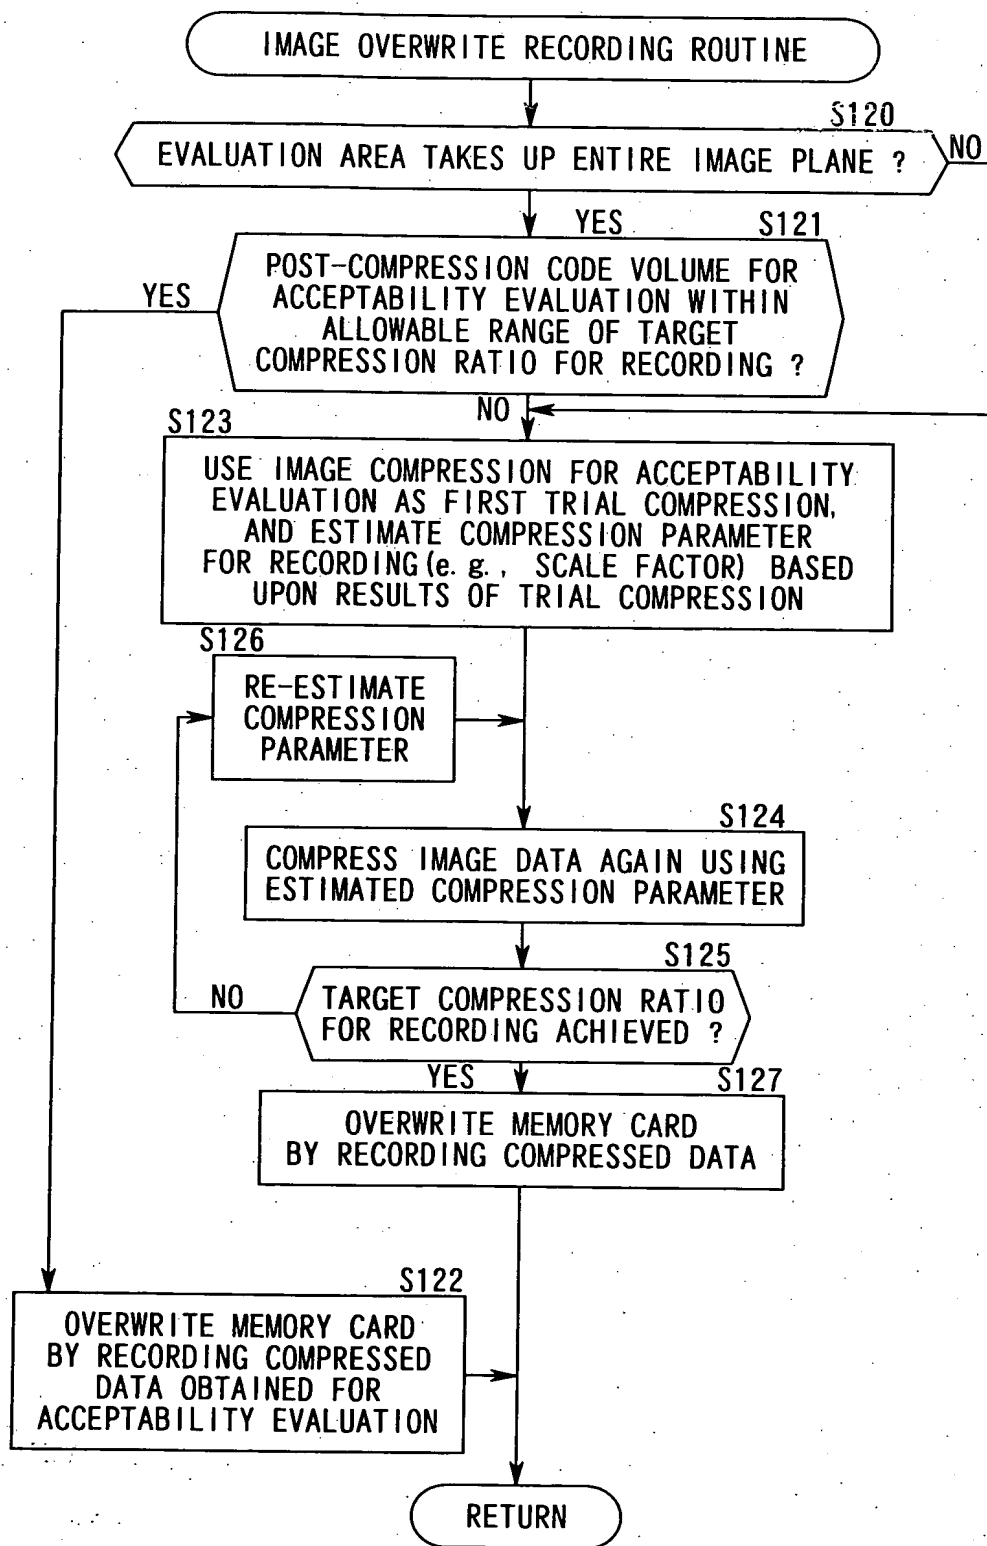 IMAGE OVERWRITE RECORDING ROUTINE
S120
EVALUATION AREA TAKES UP ENTIRE IMAGE PLANE ?
NO
YES
S121
POST-COMPRESSION CODE VOLUME FOR
ACCEPTABILITY EVALUATION WITHIN
ALLOWABLE RANGE OF TARGET
COMPRESSION RATIO FOR RECORDING ?
YES
NO
S123
USE IMAGE COMPRESSION FOR ACCEPTABILITY
EVALUATION AS FIRST TRIAL COMPRESSION,
AND ESTIMATE COMPRESSION PARAMETER
FOR RECORDING (e. g., SCALE FACTOR) BASED
UPON RESULTS OF TRIAL COMPRESSION
S126
RE-ESTIMATE
COMPRESSION
PARAMETER
S124
COMPRESS IMAGE DATA AGAIN USING
ESTIMATED COMPRESSION PARAMETER
S125
TARGET COMPRESSION RATIO
FOR RECORDING ACHIEVED ?
NO
YES
S127
OVERWRITE MEMORY CARD
BY RECORDING COMPRESSED DATA
S122
OVERWRITE MEMORY CARD
BY RECORDING COMPRESSED
DATA OBTAINED FOR
ACCEPTABILITY EVALUATION
RETURN